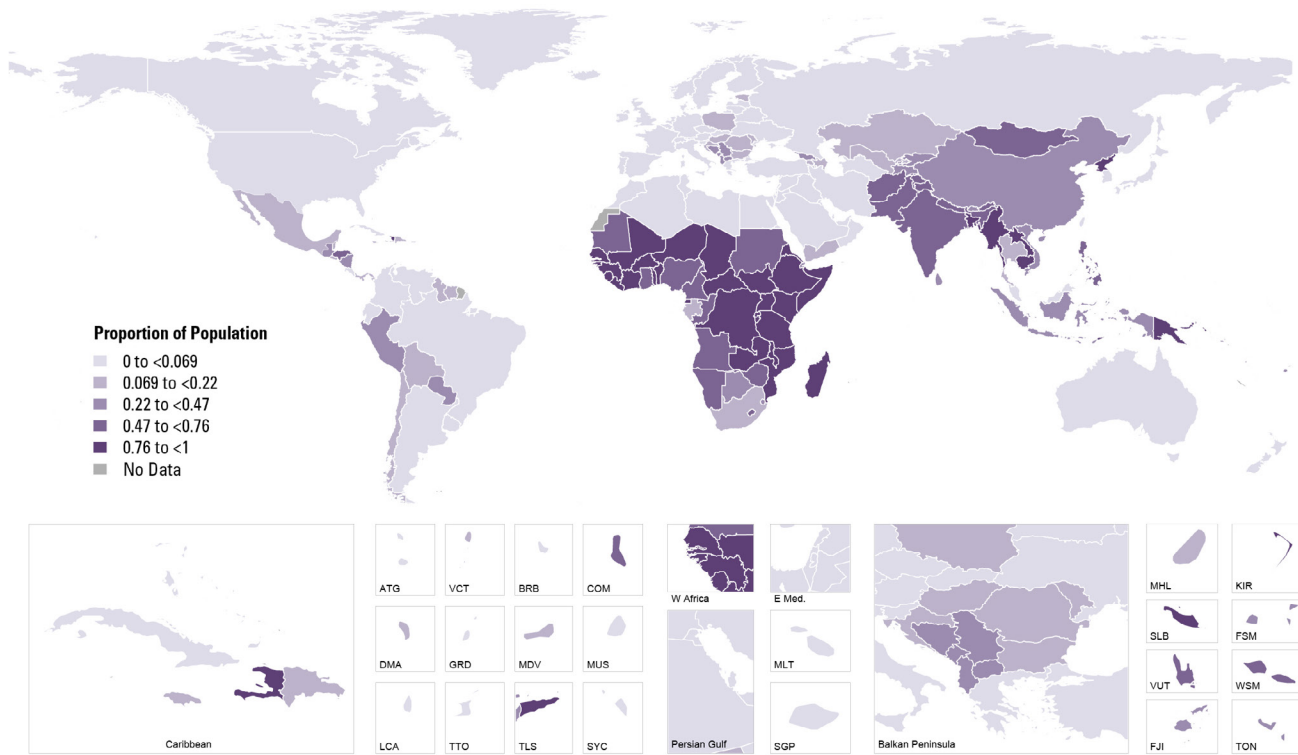 Proportion of Population
0 to <0.069
0.069 to <0.22
0.22 to <0.47
0.47 to <0.76
0.76 to <1
No Data
Caribbean
ATG
VCT
BRB
COM
DMA
GRD
MDV
MUS
LCA
TTO
TLS
SYC
W Africa
E Med.
Persian Gulf
MLT
SGP
Balkan Peninsula
MHL
KIR
SLB
FSM
VUT
WSM
FJI
TON